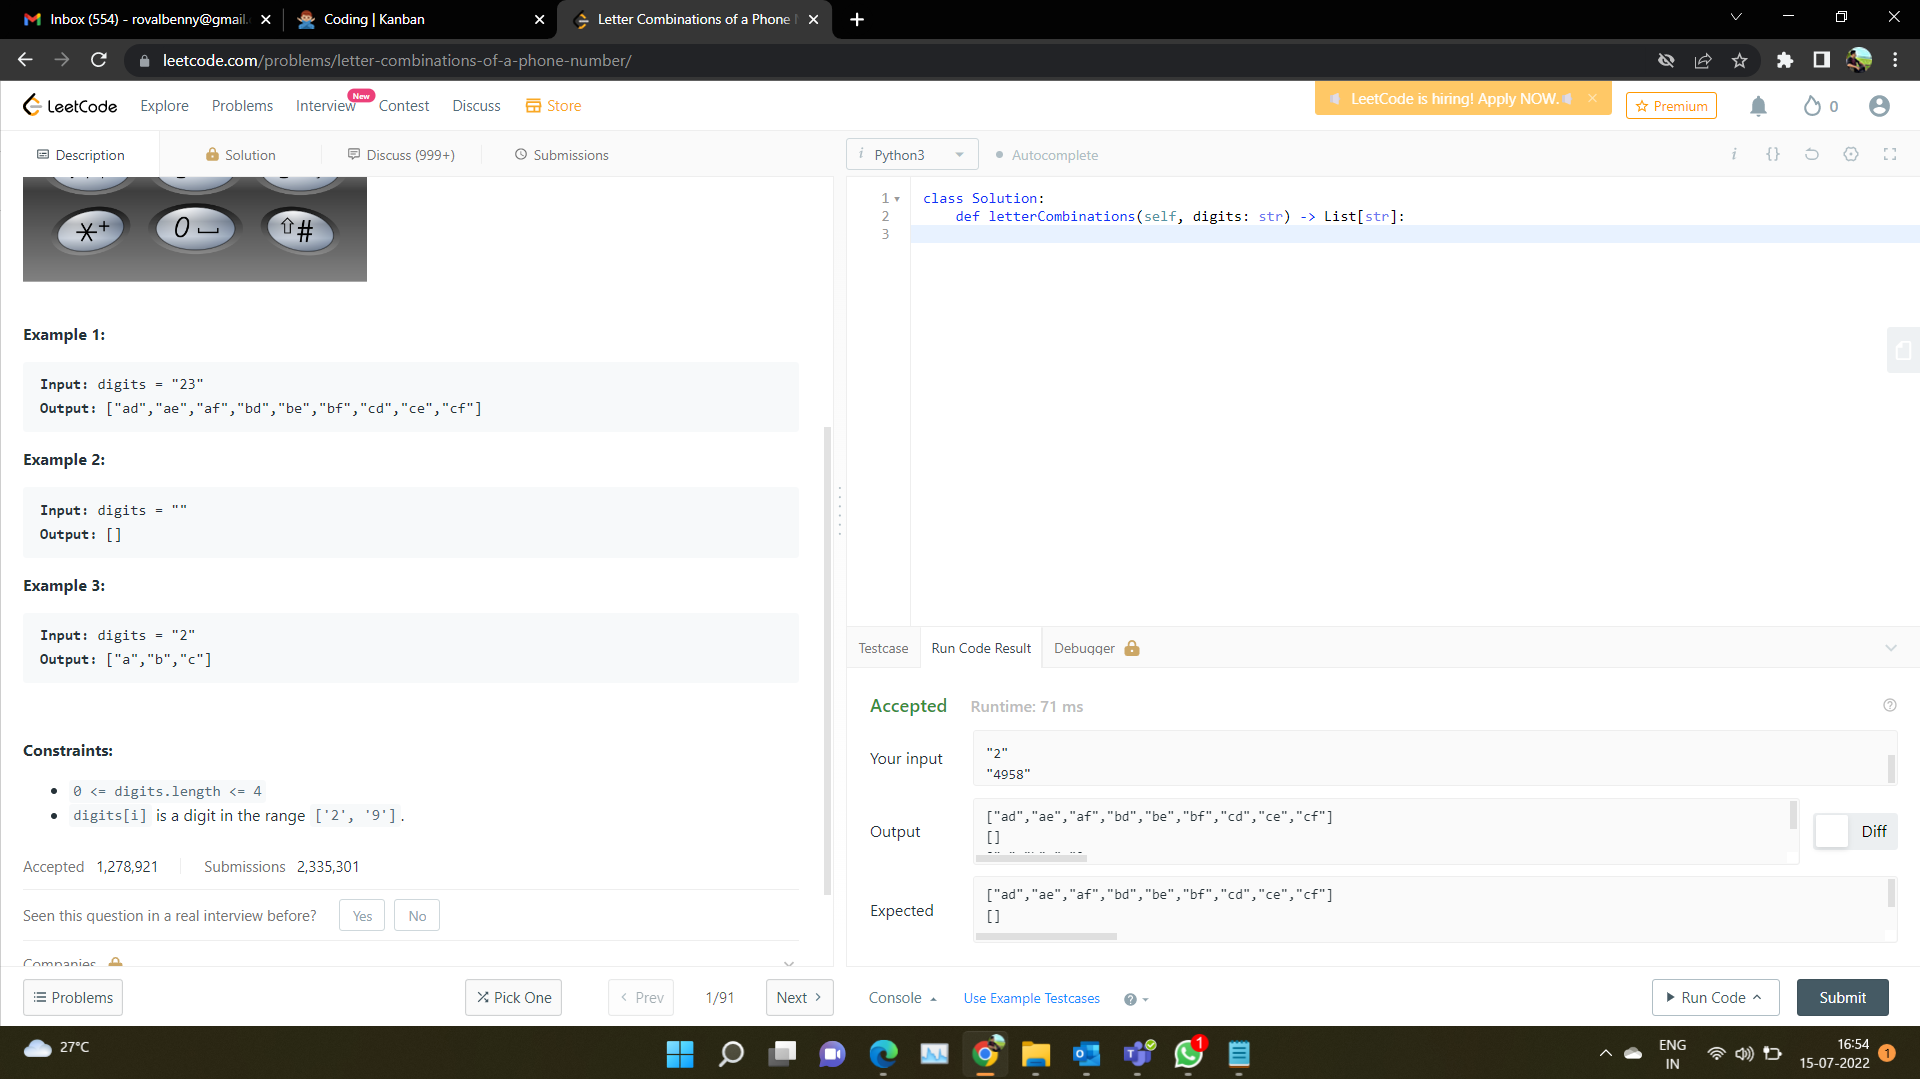 Inbox (554) - rovalbenny@gmail.
Coding | Kanban
Letter Combinations of a Phone
leetcode.com/problems/letter-combinations-of-a-phone-number/
LeetCode
Explore
Problems
Interview
New
Contest
Discuss
Store
LeetCode is hiring! Apply NOW.
Premium
0
Description
Solution
Discuss (999+)
Submissions
i Python3
Autocomplete
i {}
*+
0
#
1
class Solution:
2
def letterCombinations(self, digits: str) -> List[str]:
3
Example 1:
Input: digits = "23"
Output: ["ad","ae","af","bd","be","bf","cd","ce","cf"]
Example 2:
Input: digits = ""
Output: []
Example 3:
Input: digits = "2"
Output: ["a","b","c"]
Constraints:
0 <= digits.length <= 4
digits[i] is a digit in the range ['2', '9'].
Accepted 1,278,921
Submissions 2,335,301
Seen this question in a real interview before?
Yes
No
Companies
Problems
Pick One
Prev
1/91
Next
Testcase
Run Code Result
Debugger
Accepted
Runtime: 71 ms
Your input
"2"
"4958"
Output
["ad","ae","af","bd","be","bf","cd","ce","cf"]
[]
Diff
Expected
["ad","ae","af","bd","be","bf","cd","ce","cf"]
[]
Console
Use Example Testcases
Run Code
Submit
27°C
1
ENG
IN
16:54
15-07-2022
1